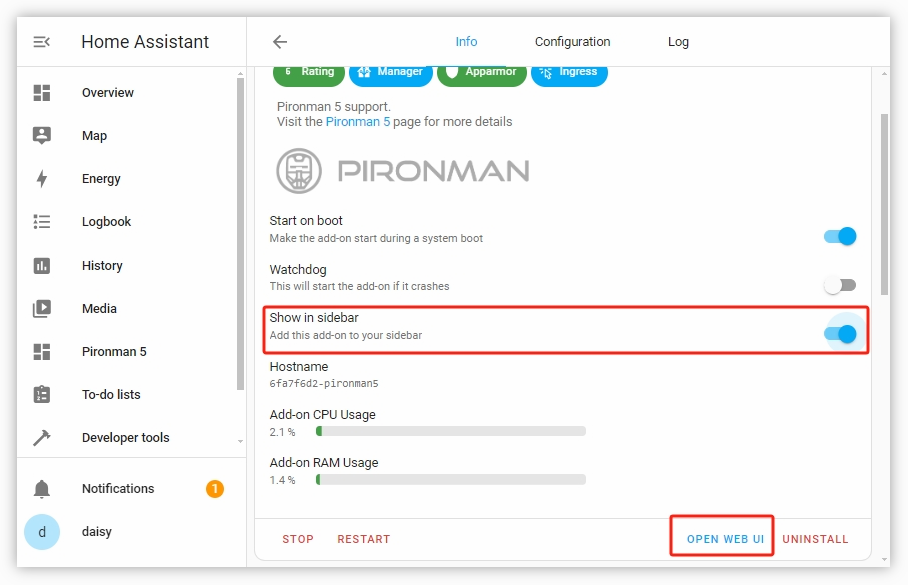 Home Assistant
Info Configuration Log
Overview
Map
Energy
Logbook
History
Media
Pironman 5
To-do lists
Developer tools
Notifications 1
d daisy
6 Rating Manager Apparmor Ingress
Pironman 5 support.
Visit the Pironman 5 page for more details
PIRONMAN
Start on boot
Make the add-on start during a system boot
Watchdog
This will start the add-on if it crashes
Show in sidebar
Add this add-on to your sidebar
Hostname
6fa7f6d2-pironman5
Add-on CPU Usage
2.1 %
Add-on RAM Usage
1.4 %
STOP RESTART OPEN WEB UI UNINSTALL